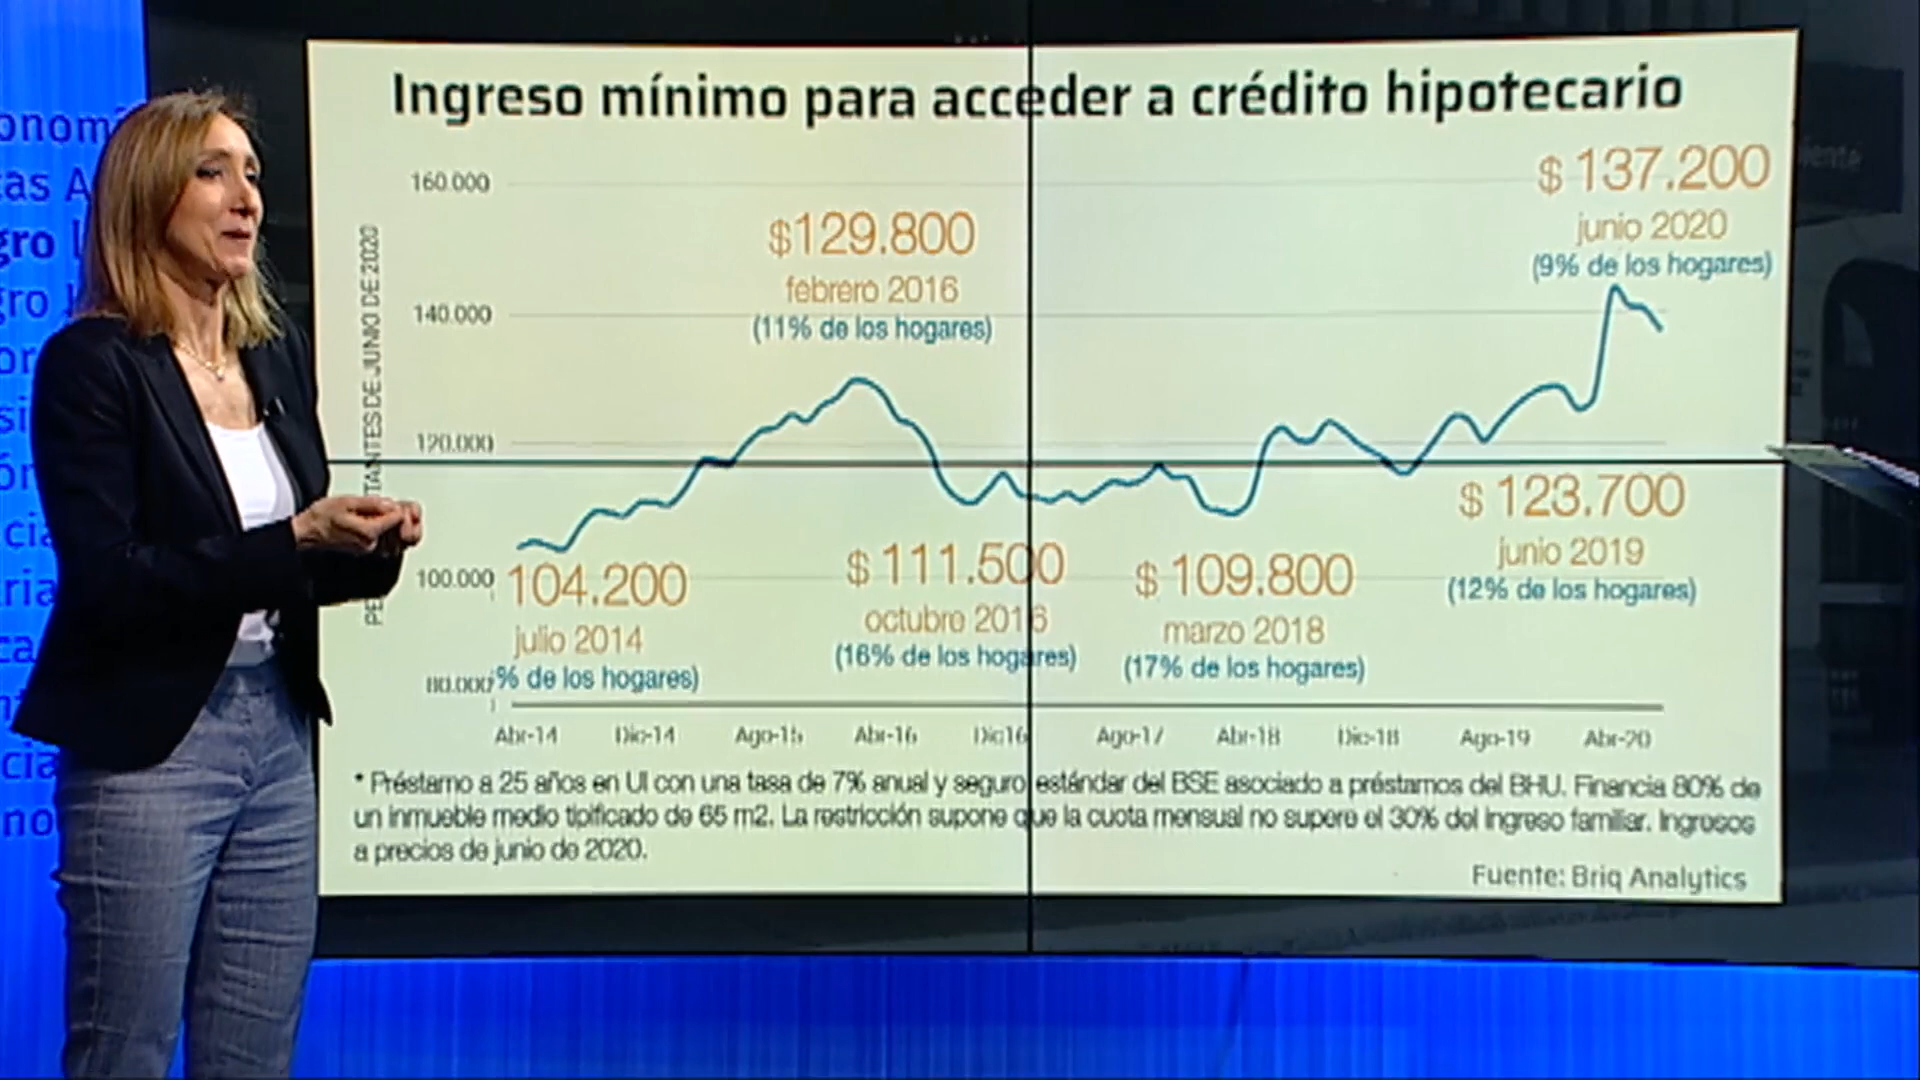 Ingreso mínimo para acceder a crédito hipotecario
160.000
140.000
120.000
100.000
80.000
DE JUNIO DE 2020
$129.800
febrero 2016
(11% de los hogares)
$ 137.200
junio 2020
(9% de los hogares)
104.200
julio 2014
% de los hogares)
$ 111.500
octubre 2016
(16% de los hogares)
$ 109.800
marzo 2018
(17% de los hogares)
$ 123.700
junio 2019
(12% de los hogares)
Abr-14 Dic-14 Ago-15 Abr-16 Dic16 Ago-17 Abr-18 Dic-18 Ago-19 Abr-20
* Préstamo a 25 años en UI con una tasa de 7% anual y seguro estándar del BSE asociado a préstamos del BHU. Financia 80% de
un inmueble medio tipificado de 65 m2. La restricción supone que la cuota mensual no supere el 30% del ingreso familiar. Ingresos
a precios de junio de 2020.
Fuente: Briq Analytics